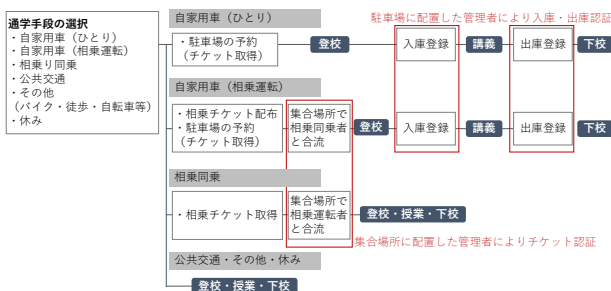 通学手段の選択
・自家用車（ひとり）
・自家用車（相乗運転）
・相乗り同乗
・公共交通
・その他
（バイク・徒歩・自転車等）
・休み
自家用車（ひとり）
駐車場に配置した管理者により入庫・出庫認証
・駐車場の予約
（チケット取得）
登校
入庫登録
講義
出庫登録
下校
自家用車（相乗運転）
・相乗チケット配布
・駐車場の予約
（チケット取得）
集合場所で
相乗同乗者
と合流
登校
入庫登録
講義
出庫登録
下校
相乗同乗
・相乗チケット取得
集合場所で
相乗運転者
と合流
登校・授業・下校
集合場所に配置した管理者によりチケット認証
公共交通・その他・休み
登校・授業・下校